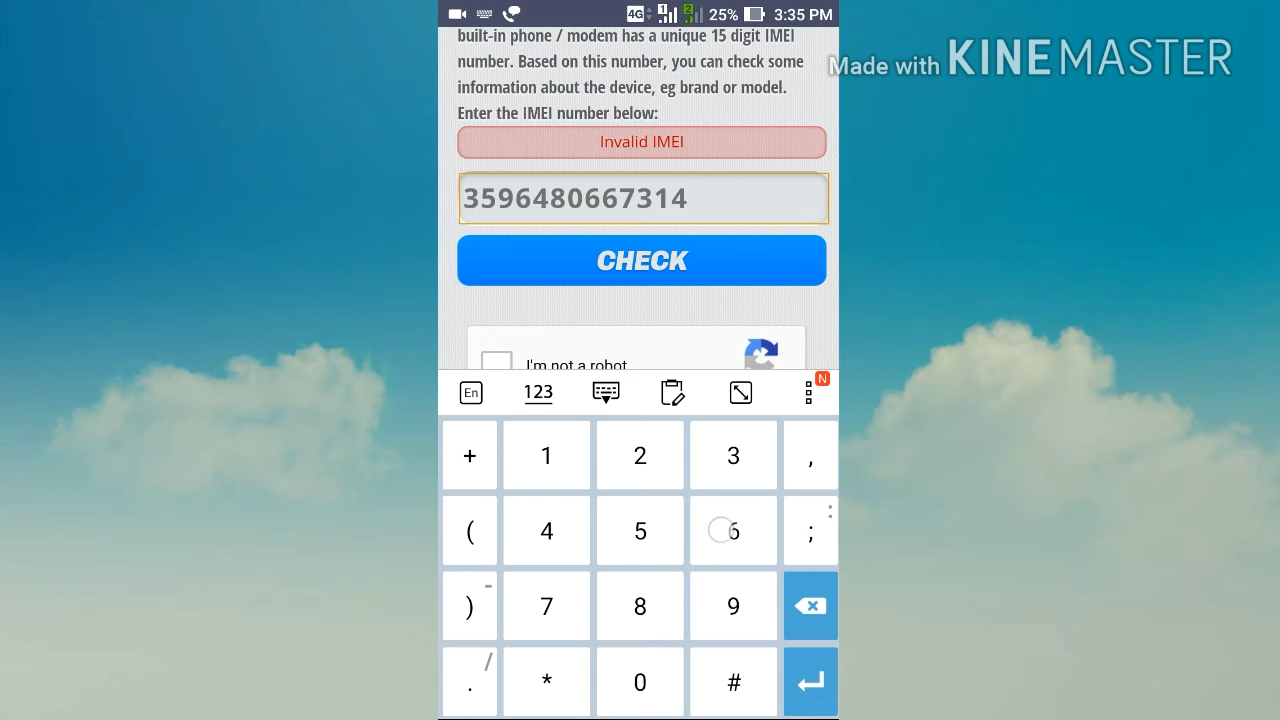 4G 1 2 25% 3:35 PM
Made with KINEMASTER
built-in phone / modem has a unique 15 digit IMEI
number. Based on this number, you can check some
information about the device, eg brand or model.
Enter the IMEI number below:
Invalid IMEI
3596480667314
CHECK
I'm not a robot
En 123 N
+ 1 2 3 ,
( 4 5 6 ; :
) - 7 8 9
. / * 0 #